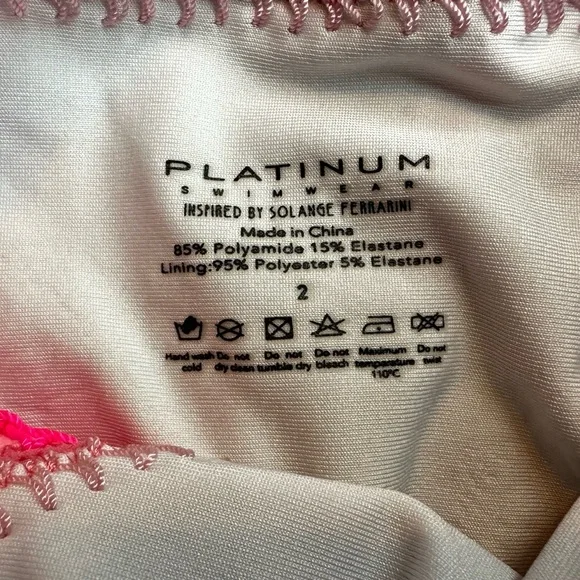 PLATINUM
SWIMWEAR
INSPIRED BY SOLANGE FERRARINI
Made in China
85% Polyamide 15% Elastane
Lining:95% Polyester 5% Elastane
2
Hand wash Do not Do not Do not Maximum Do not
cold dry clean tumble dry bleach temperature twist
110°C